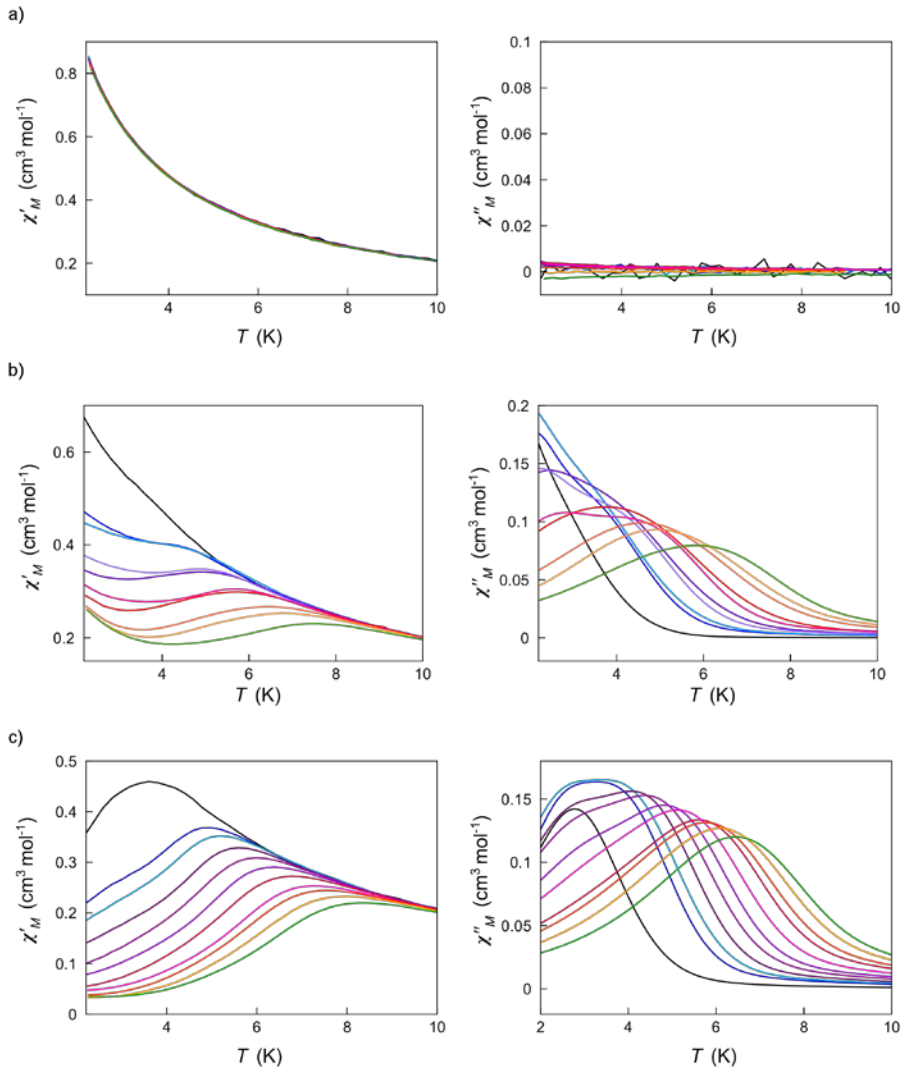 a)
0.8
0.6
0.4
0.2
χ′M (cm³ mol⁻¹)
4 6 8 10
T (K)
0.1
0.08
0.06
0.04
0.02
0
χ″M (cm³ mol⁻¹)
4 6 8 10
T (K)
b)
0.6
0.4
0.2
χ′M (cm³ mol⁻¹)
4 6 8 10
T (K)
0.2
0.15
0.1
0.05
0
χ″M (cm³ mol⁻¹)
4 6 8 10
T (K)
c)
0.5
0.4
0.3
0.2
0.1
0
χ′M (cm³ mol⁻¹)
4 6 8 10
T (K)
0.15
0.1
0.05
0
χ″M (cm³ mol⁻¹)
2 4 6 8 10
T (K)